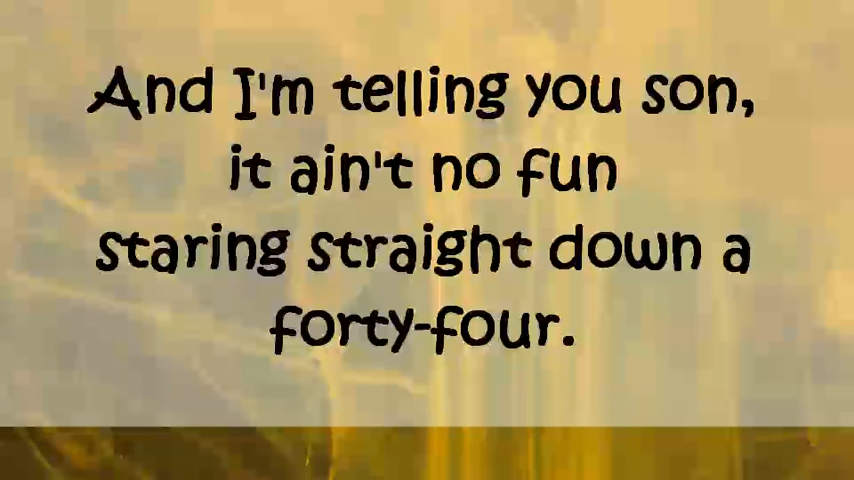 And I'm telling you son,
it ain't no fun
staring straight down a
forty-four.